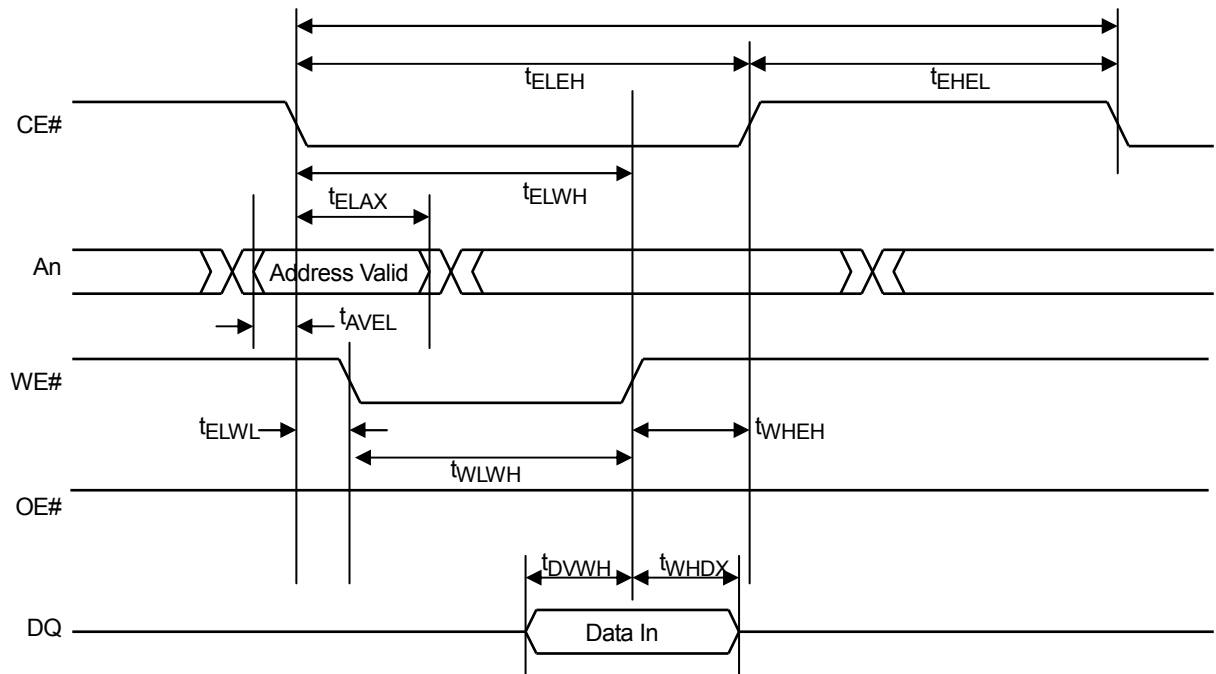 tELEH tEHEL
CE#
tELWH
tELAX
An Address Valid
tAVEL
WE#
tELWL tWHEH
tWLWH
OE#
tDVWH tWHDX
DQ Data In